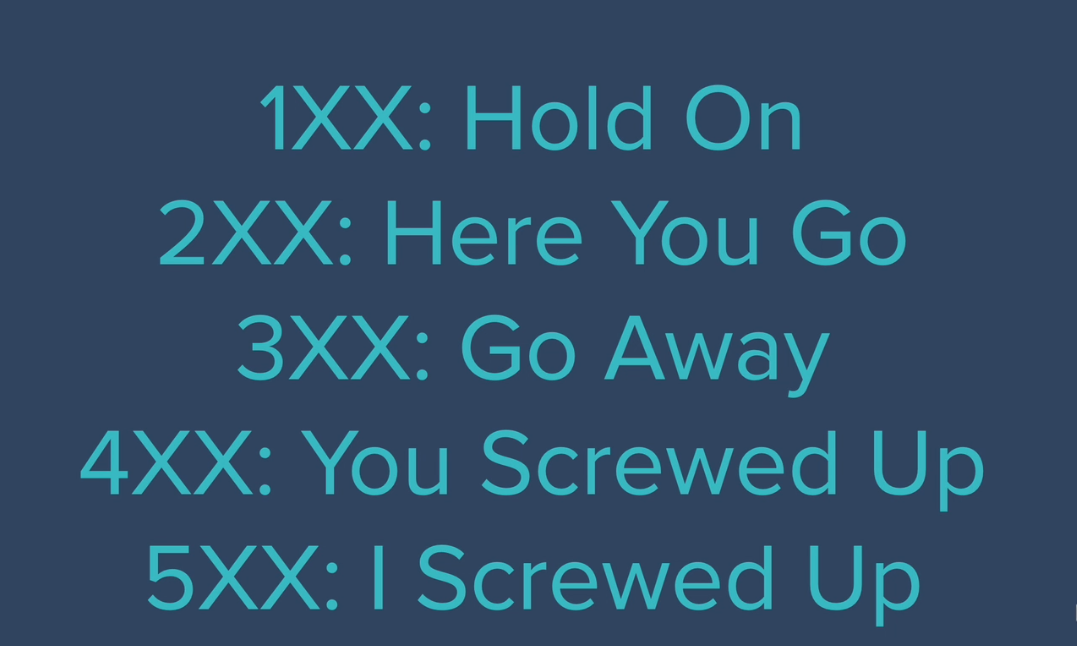 1XX: Hold On
2XX: Here You Go
3XX: Go Away
4XX: You Screwed Up
5XX: I Screwed Up